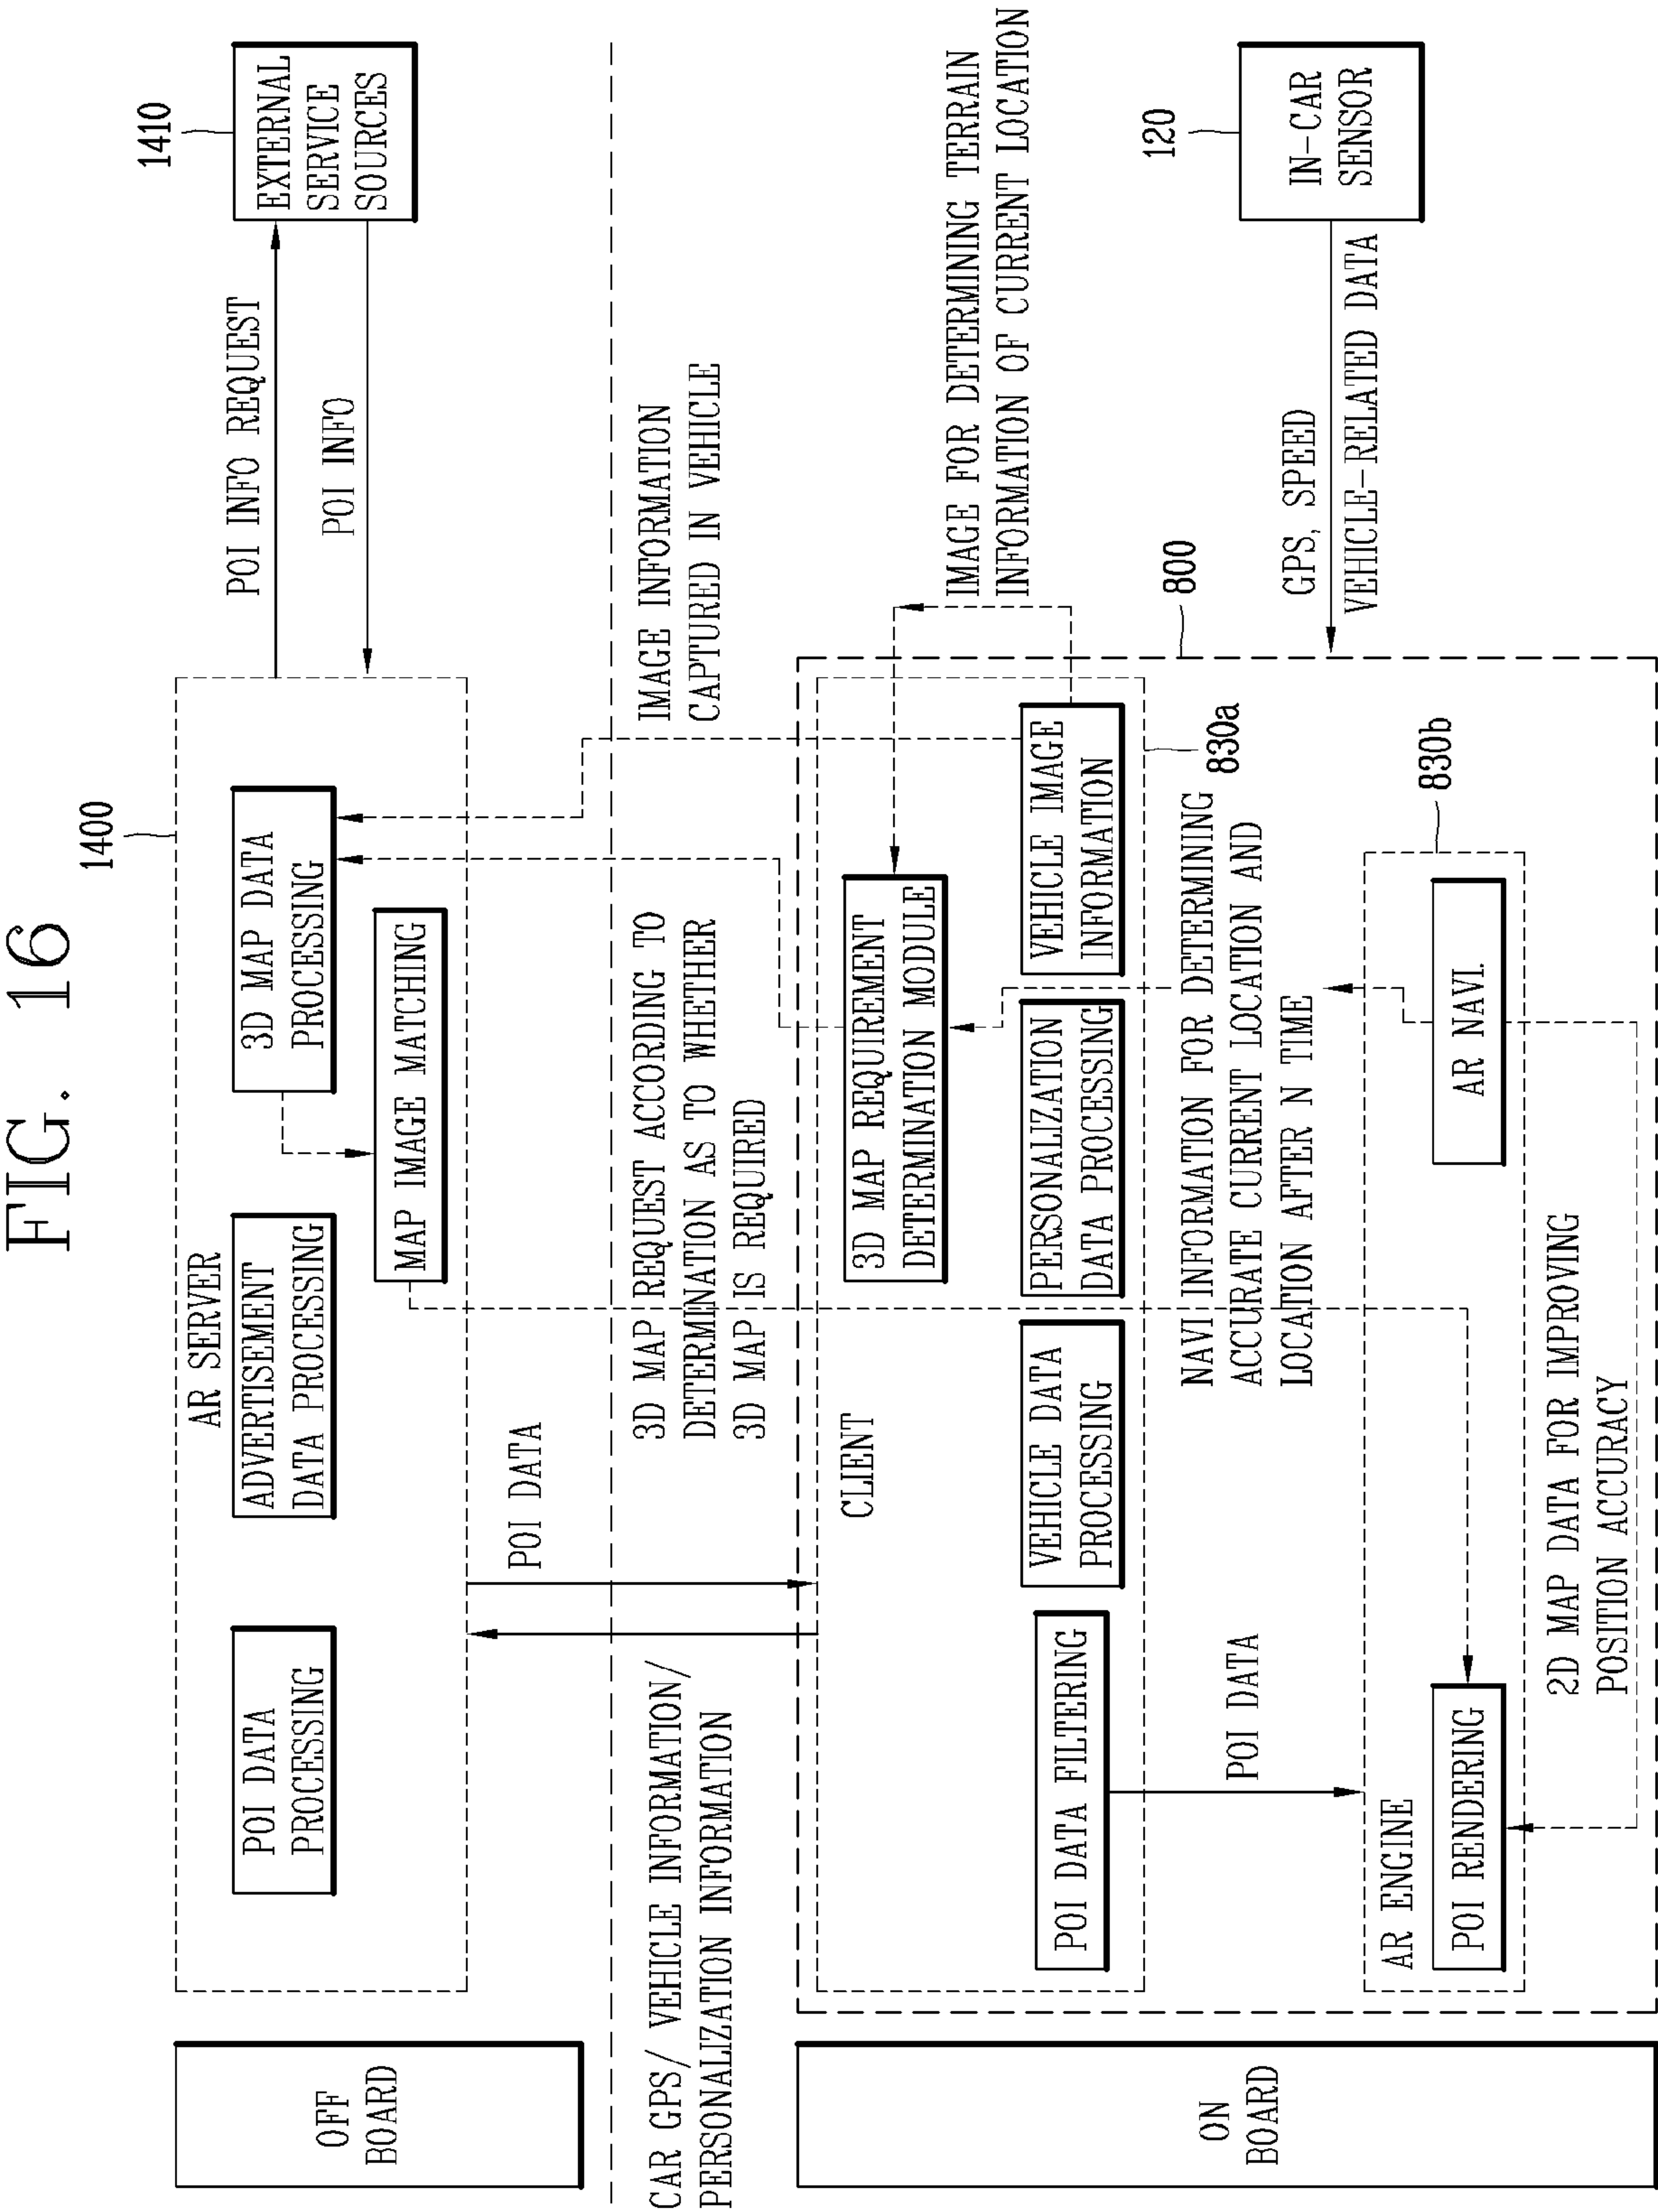 FIG. 16
OFF
BOARD
1400
AR SERVER
POI DATA
PROCESSING
ADVERTISEMENT
DATA PROCESSING
3D MAP DATA
PROCESSING
MAP IMAGE MATCHING
POI INFO REQUEST
POI INFO
1410
EXTERNAL
SERVICE
SOURCES
CAR GPS/ VEHICLE INFORMATION/
PERSONALIZATION INFORMATION
POI DATA
3D MAP REQUEST ACCORDING TO
DETERMINATION AS TO WHETHER
3D MAP IS REQUIRED
IMAGE INFORMATION
CAPTURED IN VEHICLE
ON
BOARD
CLIENT
3D MAP REQUIREMENT
DETERMINATION MODULE
IMAGE FOR DETERMINING TERRAIN
INFORMATION OF CURRENT LOCATION
POI DATA FILTERING
VEHICLE DATA
PROCESSING
PERSONALIZATION
DATA PROCESSING
VEHICLE IMAGE
INFORMATION
830a
800
POI DATA
NAVI INFORMATION FOR DETERMINING
ACCURATE CURRENT LOCATION AND
LOCATION AFTER N TIME
120
IN-CAR
SENSOR
GPS, SPEED
VEHICLE-RELATED DATA
AR ENGINE
830b
POI RENDERING
AR NAVI.
2D MAP DATA FOR IMPROVING
POSITION ACCURACY